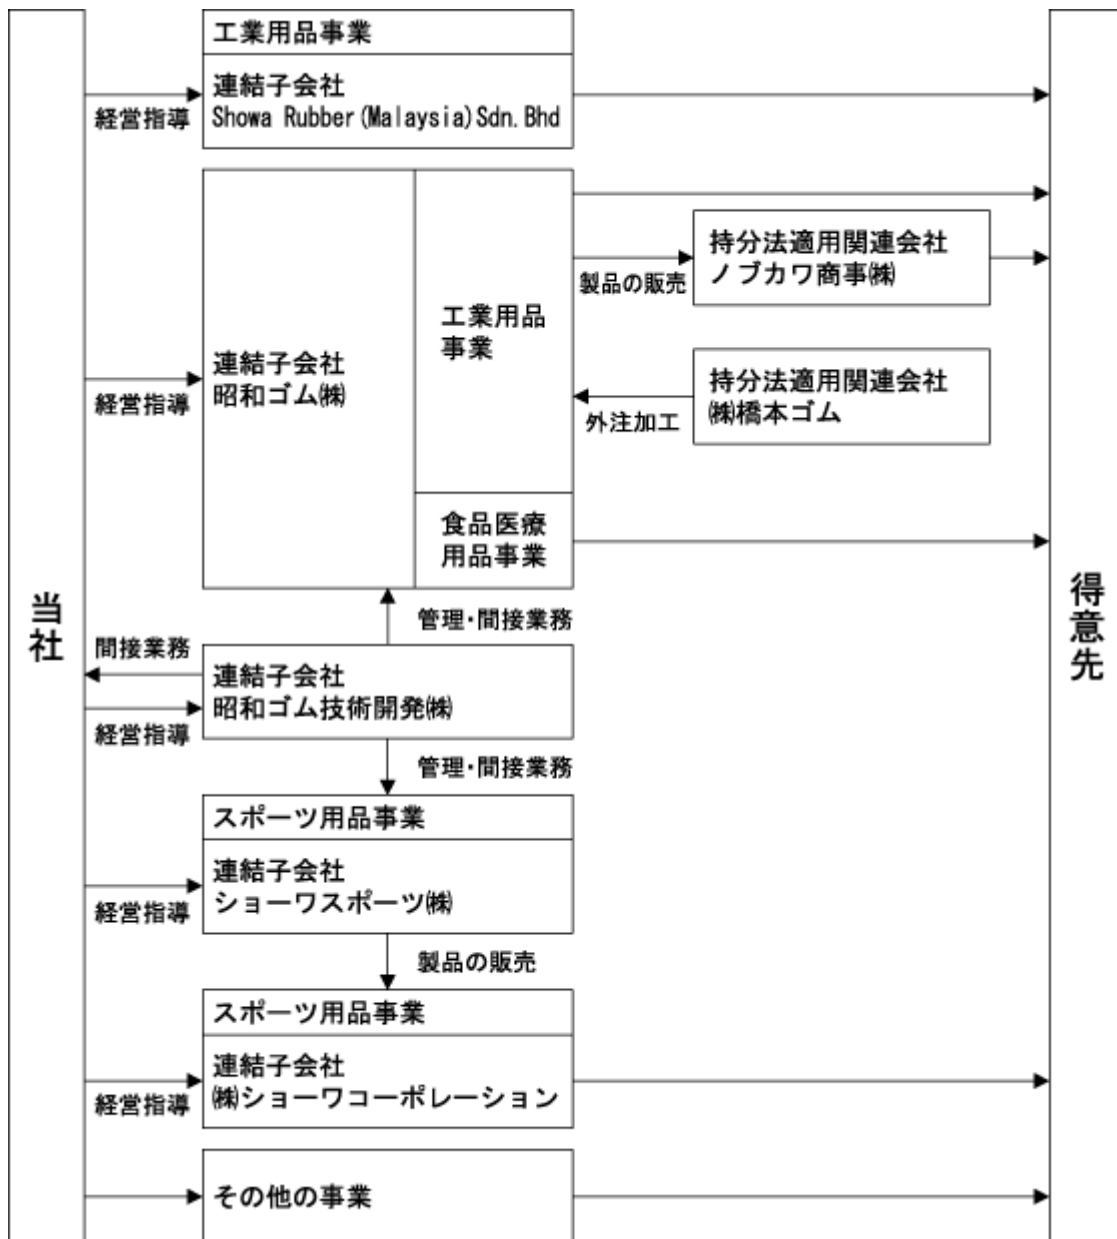 工業用品事業
連結子会社
Showa Rubber(Malaysia)Sdn.Bhd
経営指導
連結子会社
昭和ゴム㈱
工業用品
事業
製品の販売
持分法適用関連会社
ノブカワ商事㈱
持分法適用関連会社
㈱橋本ゴム
外注加工
経営指導
食品医療
用品事業
管理・間接業務
当社
得意先
間接業務
連結子会社
昭和ゴム技術開発㈱
経営指導
管理・間接業務
スポーツ用品事業
連結子会社
ショーワスポーツ㈱
経営指導
製品の販売
スポーツ用品事業
連結子会社
㈱ショーワコーポレーション
経営指導
その他の事業